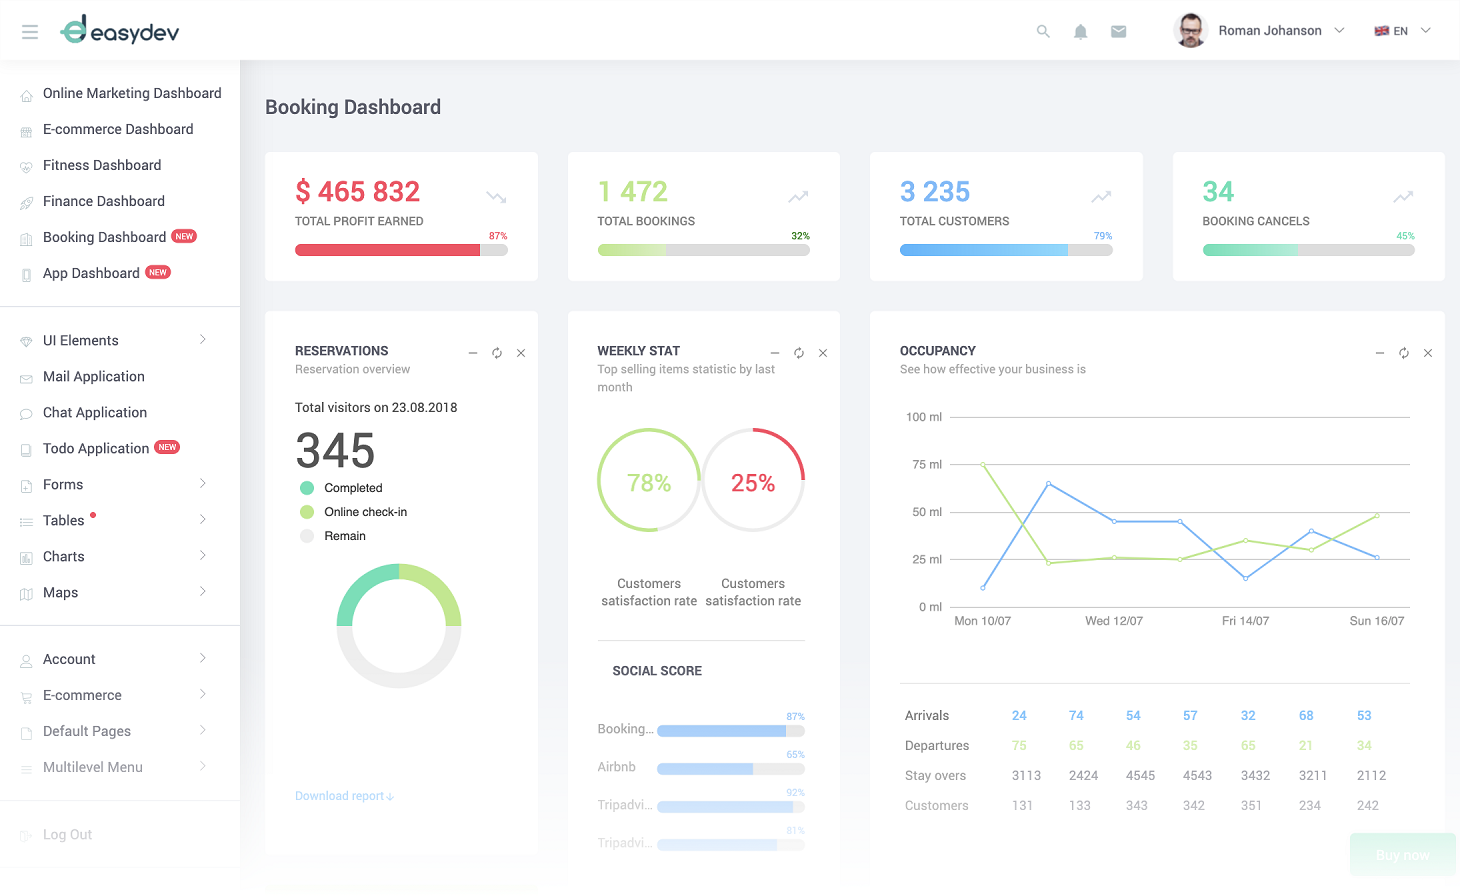 easydev
Roman Johanson
EN
Online Marketing Dashboard
E-commerce Dashboard
Fitness Dashboard
Finance Dashboard
Booking Dashboard NEW
App Dashboard NEW
UI Elements
Mail Application
Chat Application
Todo Application NEW
Forms
Tables
Charts
Maps
Account
E-commerce
Default Pages
Multilevel Menu
Log Out
Booking Dashboard
$ 465 832
TOTAL PROFIT EARNED
87%
1 472
TOTAL BOOKINGS
32%
3 235
TOTAL CUSTOMERS
79%
34
BOOKING CANCELS
45%
RESERVATIONS
Reservation overview
Total visitors on 23.08.2018
345
Completed
Online check-in
Remain
Download report
WEEKLY STAT
Top selling items statistic by last
month
78%
25%
Customers
satisfaction rate
Customers
satisfaction rate
SOCIAL SCORE
87%
Booking...
65%
Airbnb
92%
Tripadvi...
81%
Tripadvi...
OCCUPANCY
See how effective your business is
100 ml
75 ml
50 ml
25 ml
0 ml
Mon 10/07 Wed 12/07 Fri 14/07 Sun 16/07
Arrivals 24 74 54 57 32 68 53
Departures 75 65 46 35 65 21 34
Stay overs 3113 2424 4545 4543 3432 3211 2112
Customers 131 133 343 342 351 234 242
Buy now